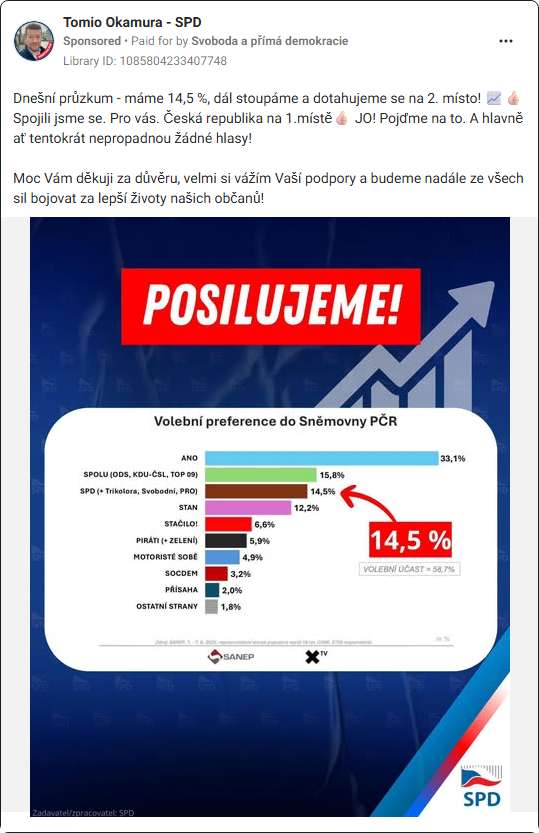 Tomio Okamura - SPD
Sponsored • Paid for by Svoboda a přímá demokracie
Library ID: 1085804233407748
Dnešní průzkum - máme 14,5 %, dál stoupáme a dotahujeme se na 2. místo! 📈 👍🏻
Spojili jsme se. Pro vás. Česká republika na 1.místě👍🏻 JO! Pojďme na to. A hlavně
ať tentokrát nepropadnou žádné hlasy!
Moc Vám děkuji za důvěru, velmi si vážím Vaší podpory a budeme nadále ze všech
sil bojovat za lepší životy našich občanů!
POSILUJEME!
Volební preference do Sněmovny PČR
ANO 33,1%
SPOLU (ODS, KDU-ČSL, TOP 09) 15,8%
SPD (+ Trikolora, Svobodní, PRO) 14,5%
STAN 12,2%
STAČILO! 6,6%
PIRÁTI (+ ZELENÍ) 5,9%
MOTORISTÉ SOBĚ 4,9%
SOCDEM 3,2%
PŘÍSAHA 2,0%
OSTATNÍ STRANY 1,8%
14,5 %
VOLEBNÍ ÚČAST = 58,7%
Zdroj: SANEP,
SANEP
XTV
SPD
Zadavatel/zpracovatel: SPD